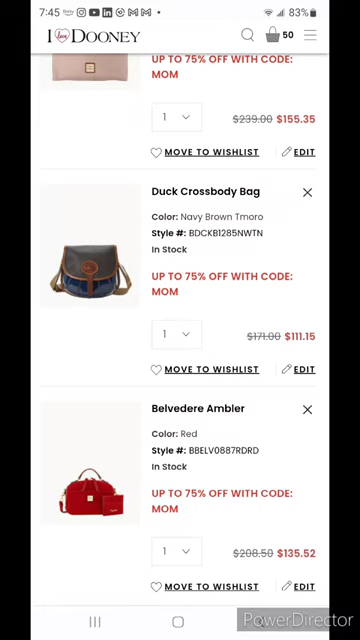 7:45
83%
I love DOONEY
50
UP TO 75% OFF WITH CODE:
MOM
1
$239.00 $155.35
MOVE TO WISHLIST
EDIT
Duck Crossbody Bag
Color: Navy Brown Tmoro
Style #: BDCKB1285NWTN
In Stock
UP TO 75% OFF WITH CODE:
MOM
1
$171.00 $111.15
MOVE TO WISHLIST
EDIT
Belvedere Ambler
Color: Red
Style #: BBELV0887RDRD
In Stock
UP TO 75% OFF WITH CODE:
MOM
1
$208.50 $135.52
MOVE TO WISHLIST
EDIT
PowerDirector